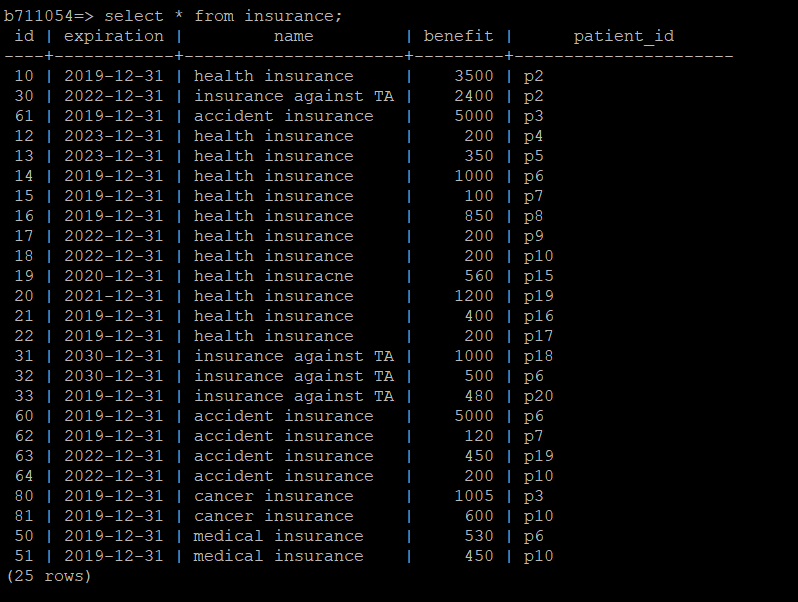 b711054=> select * from insurance;
 id | expiration |         name         | benefit |      patient_id
----+------------+----------------------+---------+----------------------
 10 | 2019-12-31 | health insurance     |    3500 | p2
 30 | 2022-12-31 | insurance against TA |    2400 | p2
 61 | 2019-12-31 | accident insurance   |    5000 | p3
 12 | 2023-12-31 | health insurance     |     200 | p4
 13 | 2023-12-31 | health insurance     |     350 | p5
 14 | 2019-12-31 | health insurance     |    1000 | p6
 15 | 2019-12-31 | health insurance     |     100 | p7
 16 | 2019-12-31 | health insurance     |     850 | p8
 17 | 2022-12-31 | health insurance     |     200 | p9
 18 | 2022-12-31 | health insurance     |     200 | p10
 19 | 2020-12-31 | health insuracne     |     560 | p15
 20 | 2021-12-31 | health insurance     |    1200 | p19
 21 | 2019-12-31 | health insurance     |     400 | p16
 22 | 2019-12-31 | health insurance     |     200 | p17
 31 | 2030-12-31 | insurance against TA |    1000 | p18
 32 | 2030-12-31 | insurance against TA |     500 | p6
 33 | 2019-12-31 | insurance against TA |     480 | p20
 60 | 2019-12-31 | accident insurance   |    5000 | p6
 62 | 2019-12-31 | accident insurance   |     120 | p7
 63 | 2022-12-31 | accident insurance   |     450 | p19
 64 | 2022-12-31 | accident insurance   |     200 | p10
 80 | 2019-12-31 | cancer insurance     |    1005 | p3
 81 | 2019-12-31 | cancer insurance     |     600 | p10
 50 | 2019-12-31 | medical insurance    |     530 | p6
 51 | 2019-12-31 | medical insurance    |     450 | p10
(25 rows)